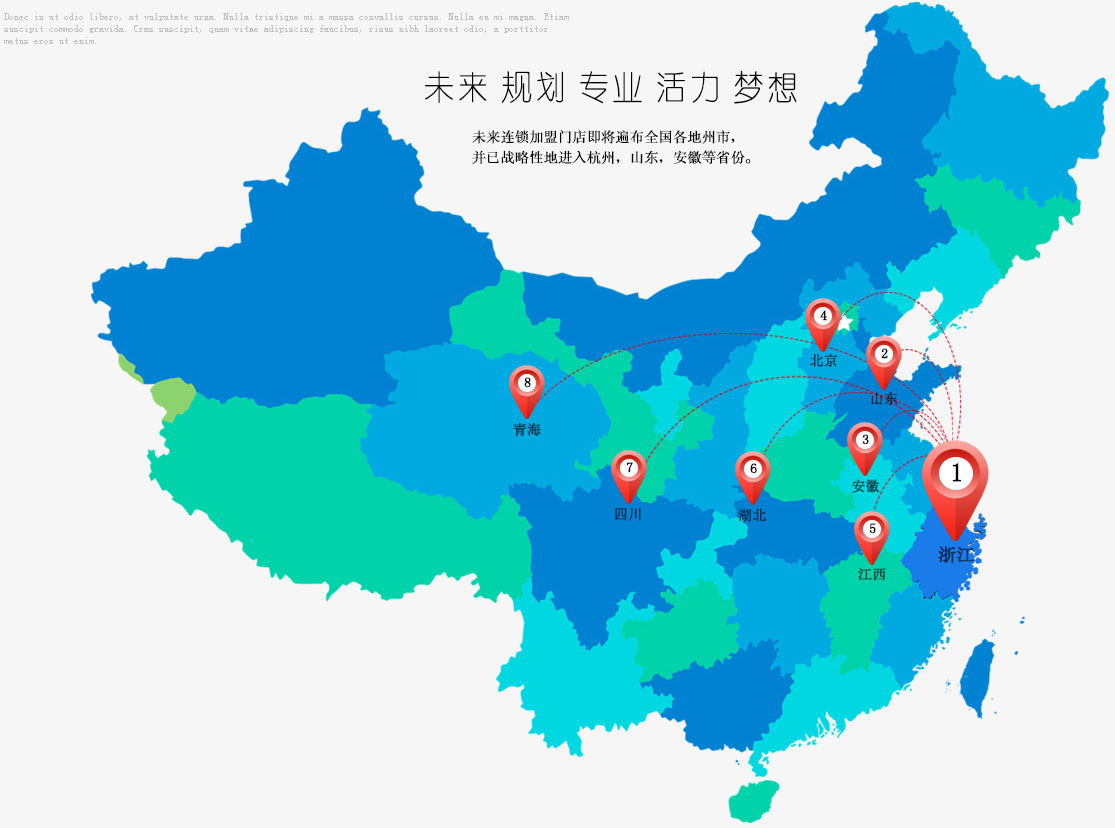 Donec in ut odio libero, at vulputate urna. Nulla tristique mi a massa convallis cursus. Nulla eu mi magna. Etiam
suscipit commodo gravida. Cras suscipit, quam vitae adipiscing faucibus, risus nibh laoreet odio, a porttitor
metus eros ut enim.
未来 规划 专业 活力 梦想
未来连锁加盟门店即将遍布全国各地州市，
并已战略性地进入杭州，山东，安徽等省份。
4
北京
2
山东
8
青海
3
安徽
7
四川
6
湖北
1
浙江
5
江西